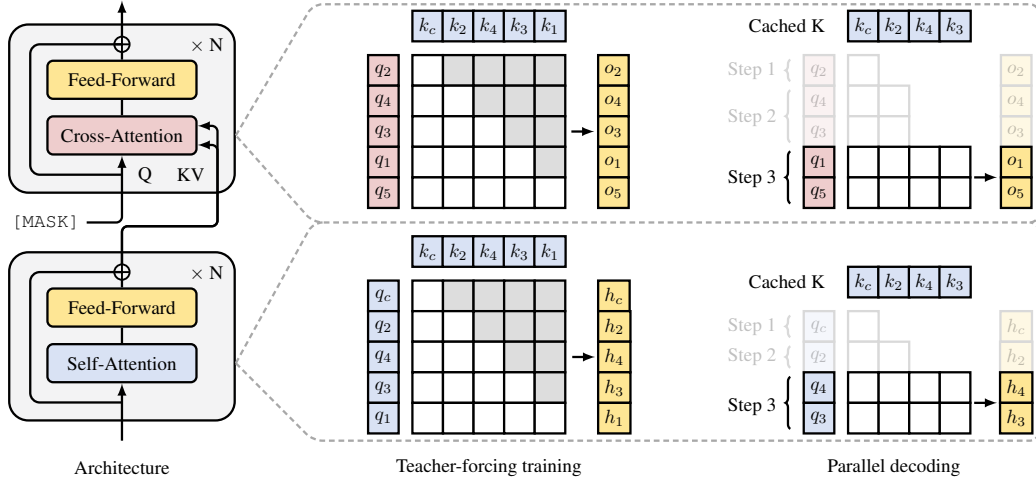 × N
Feed-Forward
Cross-Attention
Q KV
[MASK]
× N
Feed-Forward
Self-Attention
Architecture
k_c k_2 k_4 k_3 k_1
q_2 o_2
q_4 o_4
q_3 o_3
q_1 o_1
q_5 o_5
k_c k_2 k_4 k_3 k_1
q_c h_c
q_2 h_2
q_4 h_4
q_3 h_3
q_1 h_1
Teacher-forcing training
Cached K k_c k_2 k_4 k_3
Step 1 { q_2 o_2
Step 2 { q_4 o_4
q_3 o_3
Step 3 { q_1 o_1
q_5 o_5
Cached K k_c k_2 k_4 k_3
Step 1 { q_c h_c
Step 2 { q_2 h_2
Step 3 { q_4 h_4
q_3 h_3
Parallel decoding